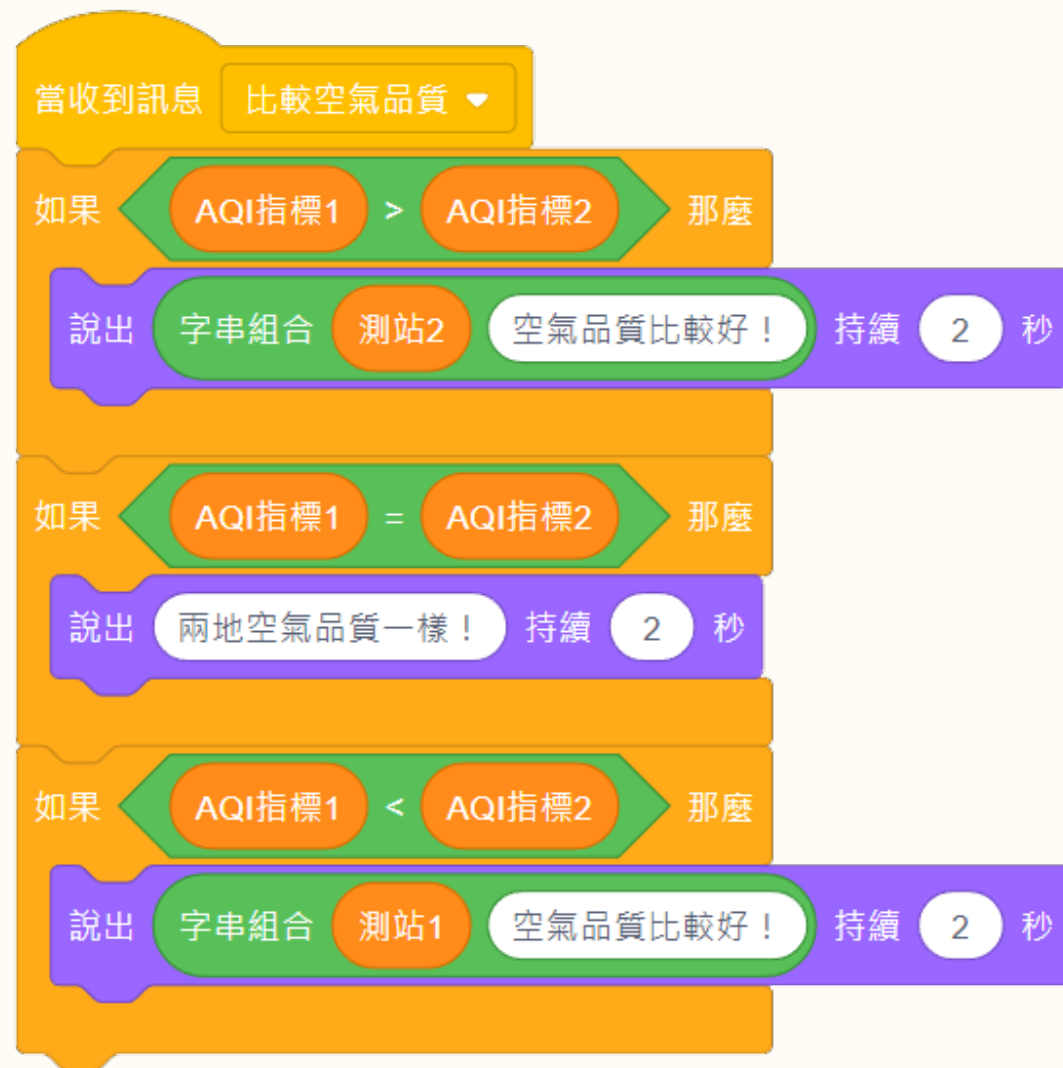 當收到訊息 比較空氣品質
如果 AQI指標1 > AQI指標2 那麼
說出 字串組合 測站2 空氣品質比較好！ 持續 2 秒
如果 AQI指標1 = AQI指標2 那麼
說出 兩地空氣品質一樣！ 持續 2 秒
如果 AQI指標1 < AQI指標2 那麼
說出 字串組合 測站1 空氣品質比較好！ 持續 2 秒